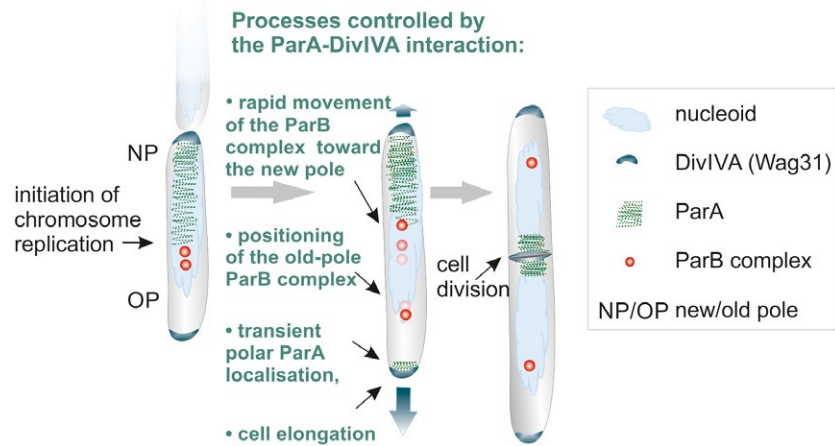 Processes controlled by
the ParA-DivIVA interaction:
NP
initiation of
chromosome
replication
OP
• rapid movement
of the ParB
complex toward
the new pole
• positioning
of the old-pole
ParB complex
• transient
polar ParA
localisation,
• cell elongation
cell
division
nucleoid
DivIVA (Wag31)
ParA
ParB complex
NP/OP new/old pole